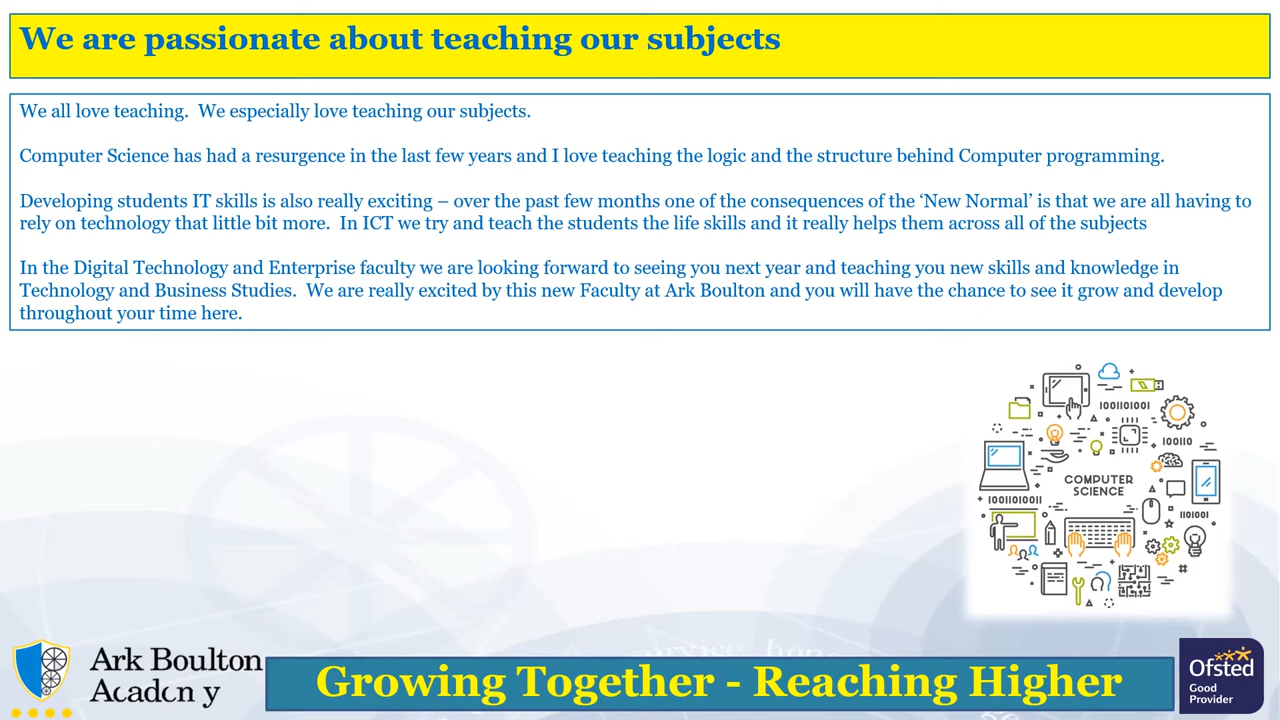 We are passionate about teaching our subjects
We all love teaching.  We especially love teaching our subjects.
Computer Science has had a resurgence in the last few years and I love teaching the logic and the structure behind Computer programming.
Developing students IT skills is also really exciting – over the past few months one of the consequences of the ‘New Normal’ is that we are all having to
rely on technology that little bit more.  In ICT we try and teach the students the life skills and it really helps them across all of the subjects
In the Digital Technology and Enterprise faculty we are looking forward to seeing you next year and teaching you new skills and knowledge in
Technology and Business Studies.  We are really excited by this new Faculty at Ark Boulton and you will have the chance to see it grow and develop
throughout your time here.
1001101001
100110
COMPUTER
SCIENCE
10011010011
1101001
Ark Boulton
Academy
Growing Together - Reaching Higher
Ofsted
Good
Provider